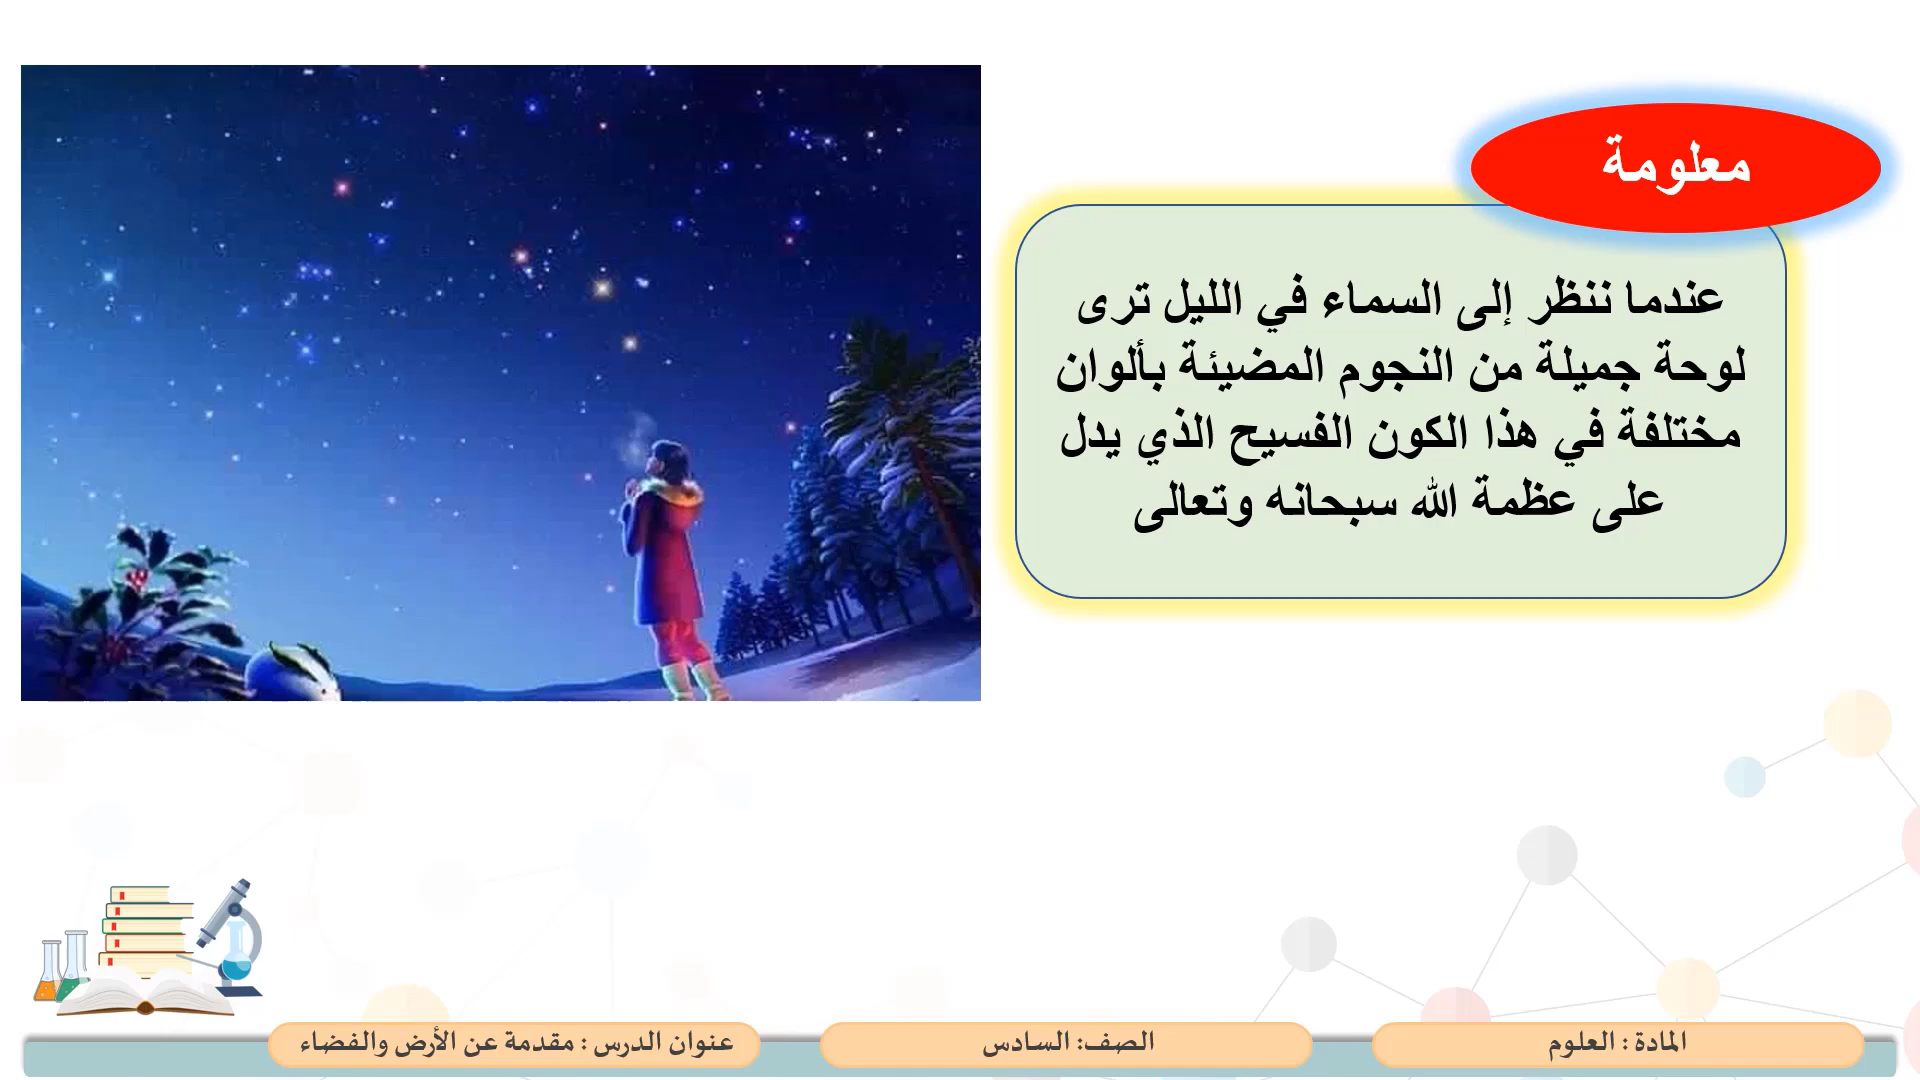 معلومة
عندما ننظر إلى السماء في الليل ترى
لوحة جميلة من النجوم المضيئة بألوان
مختلفة في هذا الكون الفسيح الذي يدل
على عظمة الله سبحانه وتعالى
المادة : العلوم
الصف: السادس
عنوان الدرس : مقدمة عن الأرض والفضاء